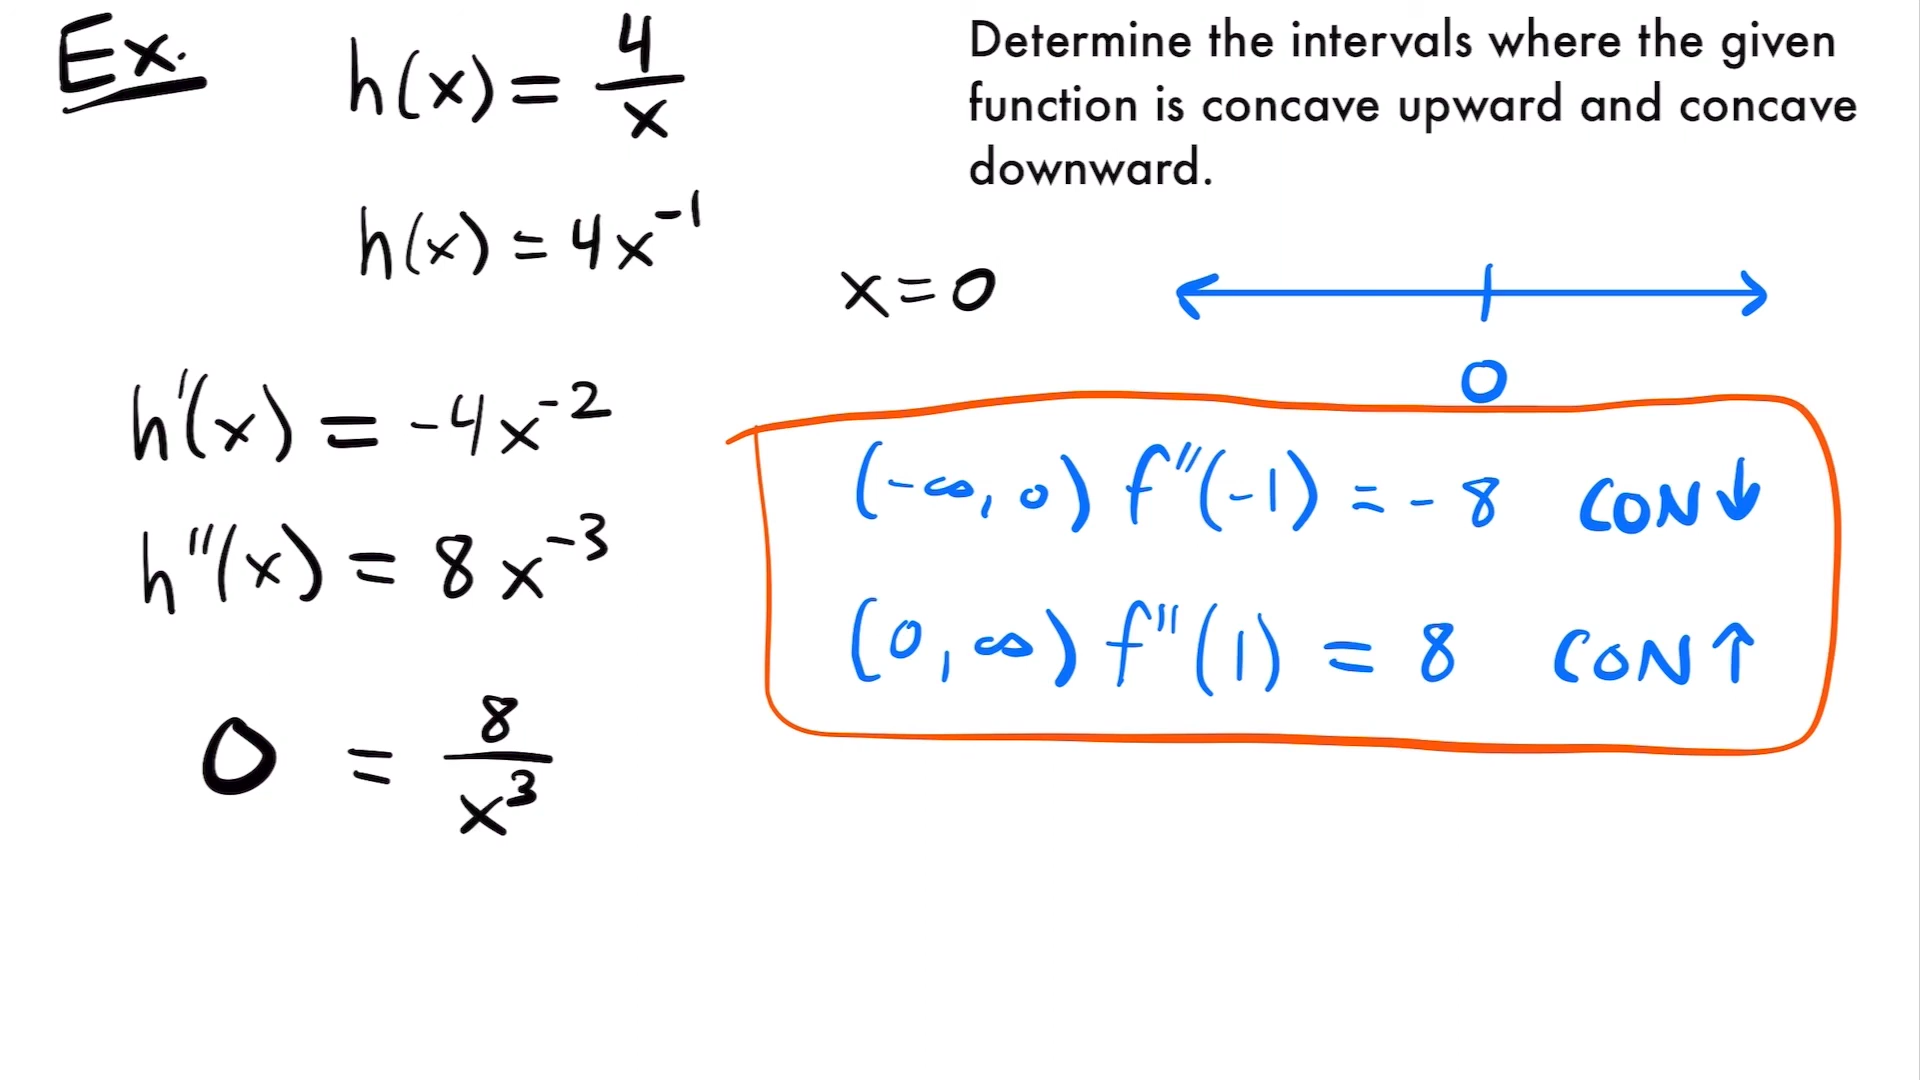 Ex.
h(x) = 4/x
Determine the intervals where the given
function is concave upward and concave
downward.
h(x) = 4x⁻¹
x = 0
0
h'(x) = -4x⁻²
h''(x) = 8x⁻³
0 = 8/x³
(-∞, 0) f''(-1) = -8 CON↓
(0, ∞) f''(1) = 8 CON↑